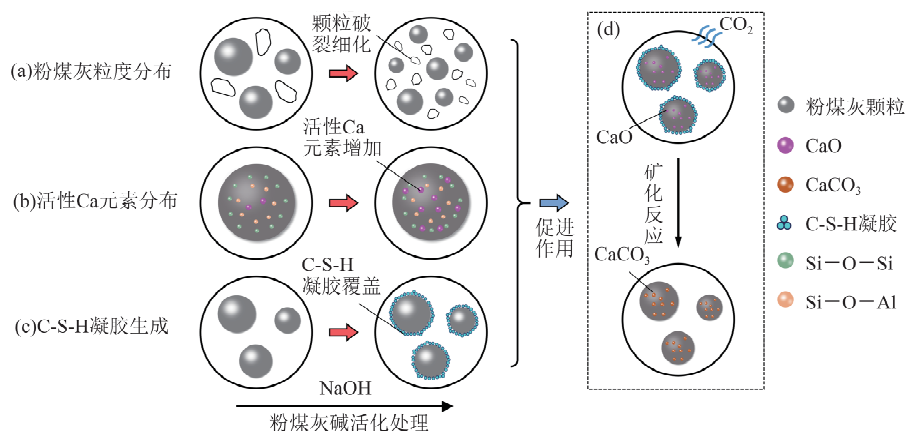 (a)粉煤灰粒度分布
颗粒破
裂细化
(b)活性Ca元素分布
活性Ca
元素增加
(c)C-S-H凝胶生成
C-S-H
凝胶覆盖
NaOH
粉煤灰碱活化处理
促进
作用
(d)
CO₂
CaO
矿化反应
CaCO₃
粉煤灰颗粒
CaO
CaCO₃
C-S-H凝胶
Si－O－Si
Si－O－Al